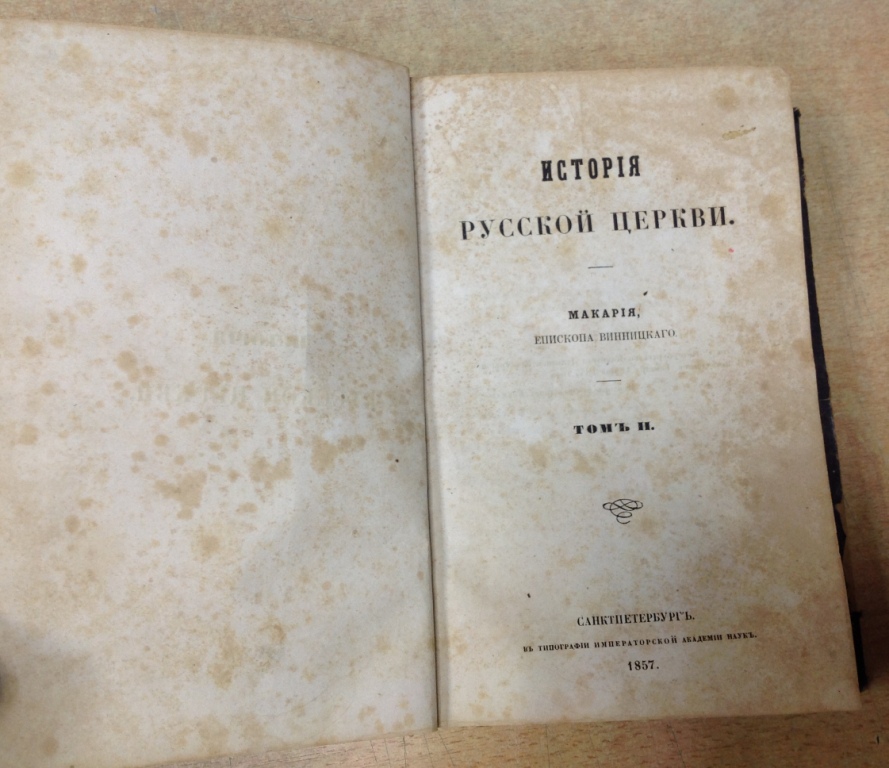 ИСТОРІЯ
РУССКОЙ ЦЕРКВИ.
МАКАРІЯ,
ЕПИСКОПА ВИННИЦКАГО
ТОМЪ II.
САНКТПЕТЕРБУРГЪ.
ВЪ ТИПОГРАФІИ ИМПЕРАТОРСКОЙ АКАДЕМІИ НАУКЪ.
1857.